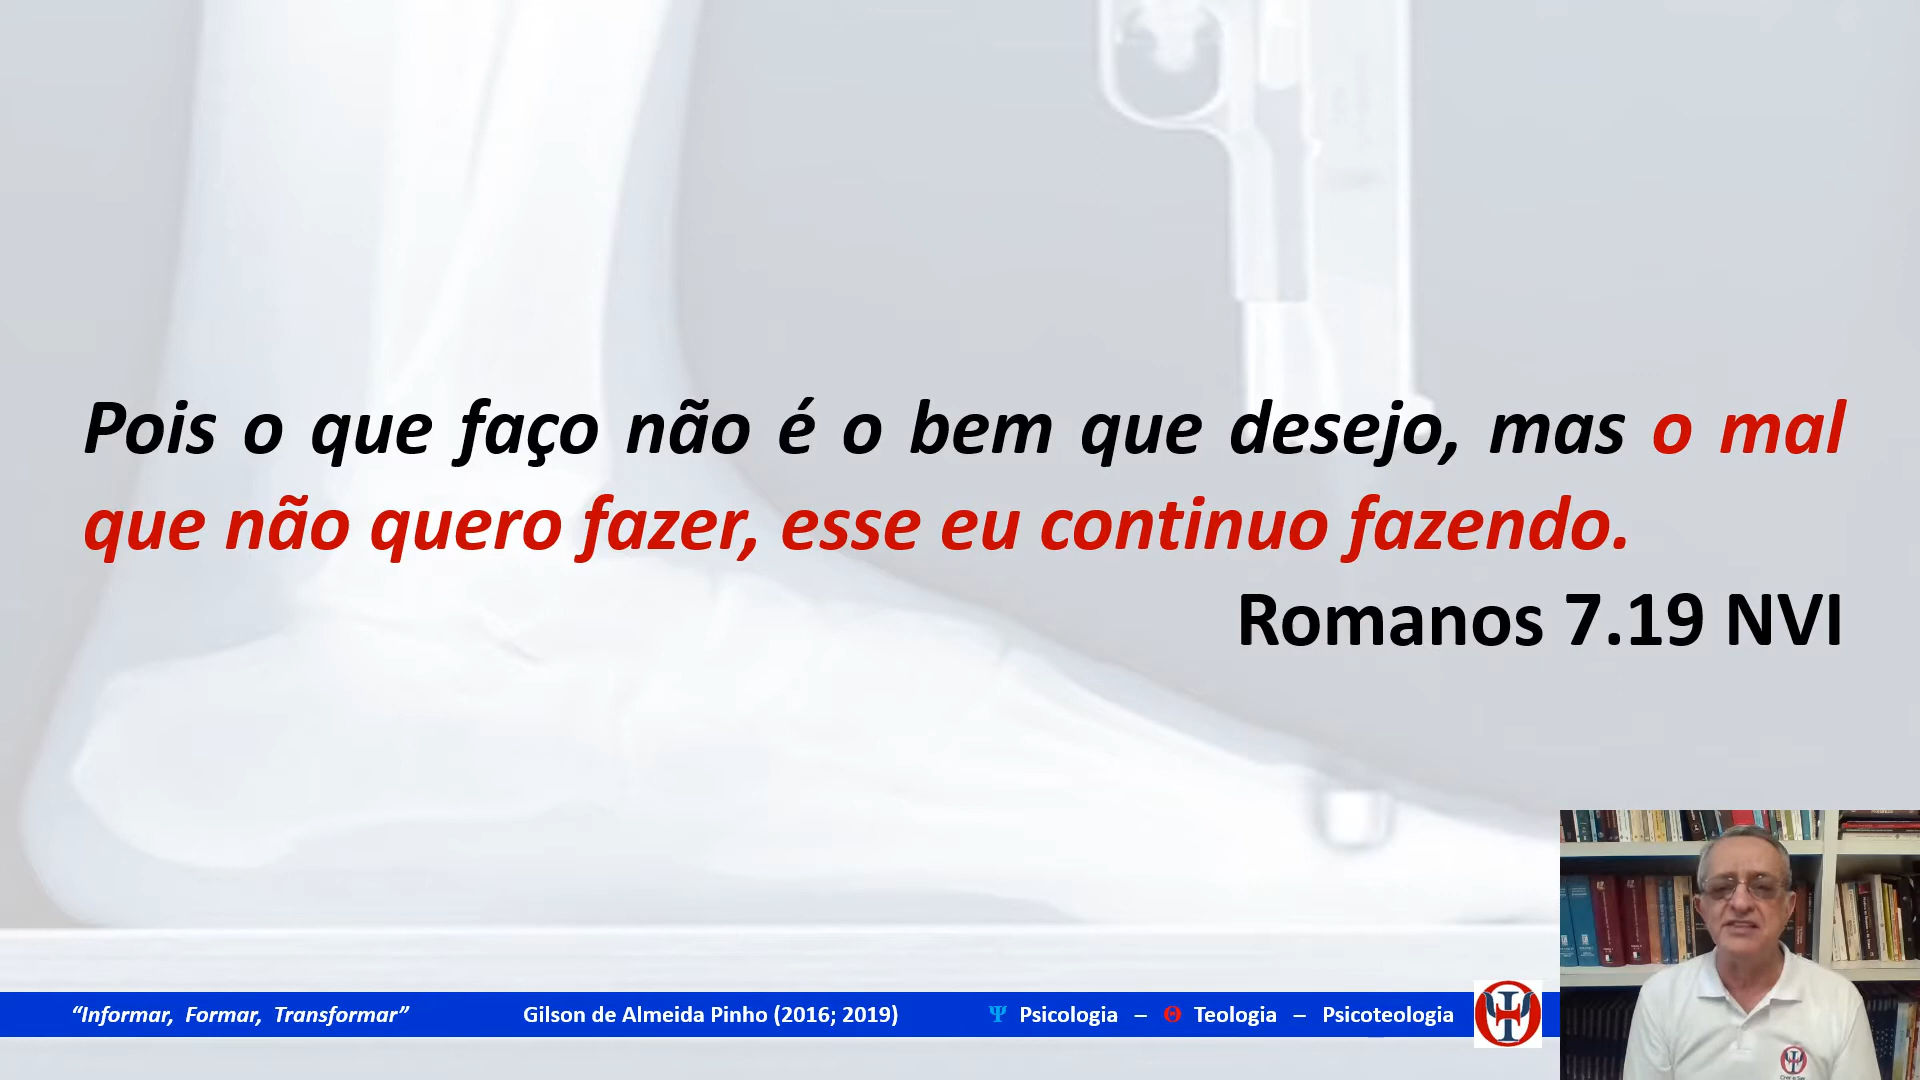 Pois o que faço não é o bem que desejo, mas o mal
que não quero fazer, esse eu continuo fazendo.
Romanos 7.19 NVI
“Informar, Formar, Transformar” Gilson de Almeida Pinho (2016; 2019) Ψ Psicologia – Θ Teologia – Psicoteologia